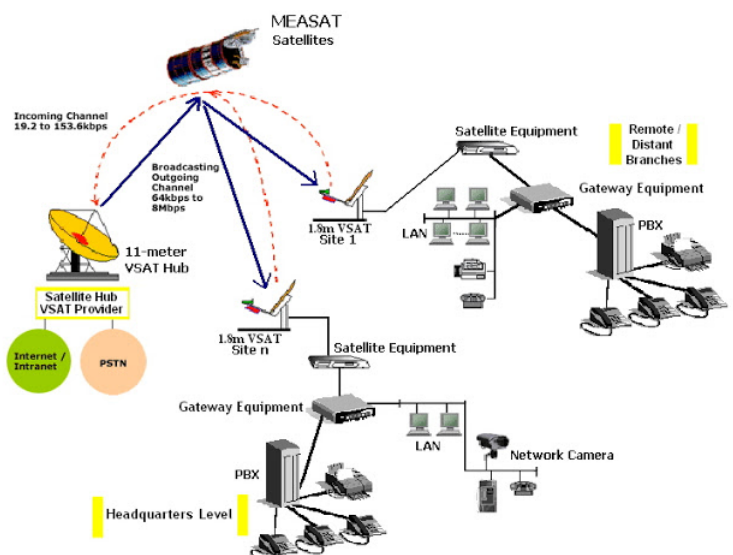 MEASAT
Satellites
Incoming Channel
19.2 to 153.6kbps
Broadcasting
Outgoing
Channel
64kbps to
8Mbps
11-meter
VSAT Hub
Satellite Hub
VSAT Provider
Internet /
Intranet
PSTN
1.8m VSAT
Site 1
Satellite Equipment
Remote /
Distant
Branches
Gateway Equipment
LAN
PBX
1.8m VSAT
Site n
Satellite Equipment
Gateway Equipment
LAN
Network Camera
PBX
Headquarters Level